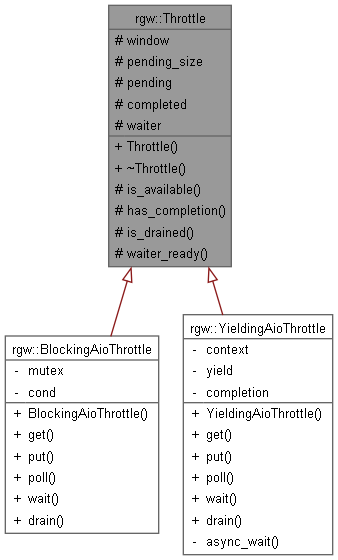 rgw::Throttle
# window
# pending_size
# pending
# completed
# waiter
+ Throttle()
+ ~Throttle()
# is_available()
# has_completion()
# is_drained()
# waiter_ready()
rgw::BlockingAioThrottle
- mutex
- cond
+ BlockingAioThrottle()
+ get()
+ put()
+ poll()
+ wait()
+ drain()
rgw::YieldingAioThrottle
- context
- yield
- completion
+ YieldingAioThrottle()
+ get()
+ put()
+ poll()
+ wait()
+ drain()
- async_wait()